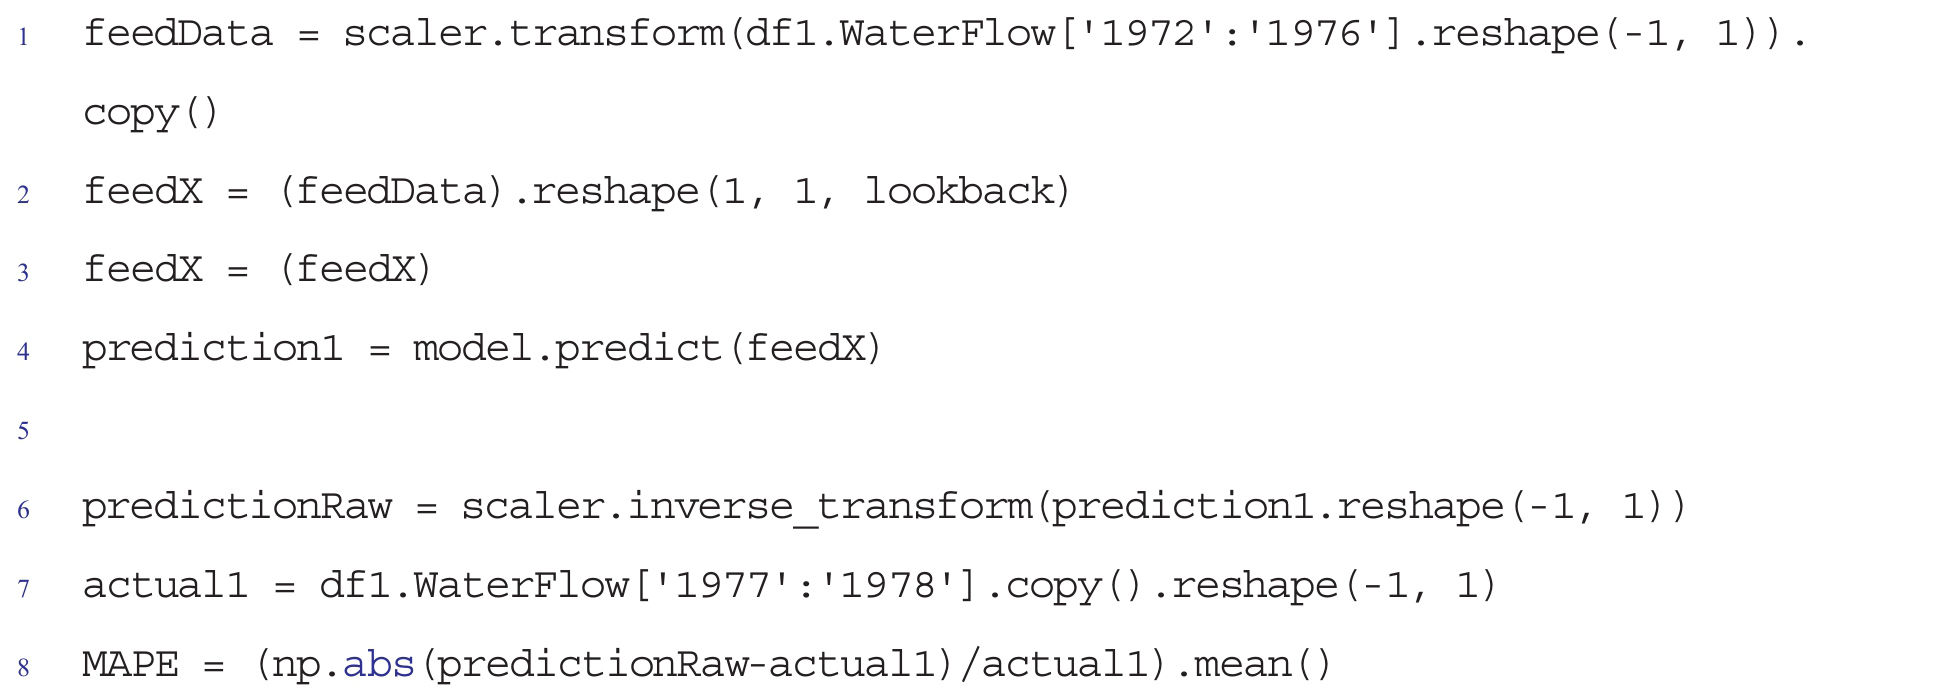 1 feedData = scaler.transform(df1.WaterFlow['1972':'1976'].reshape(-1, 1)).
copy()
2 feedX = (feedData).reshape(1, 1, lookback)
3 feedX = (feedX)
4 prediction1 = model.predict(feedX)
5
6 predictionRaw = scaler.inverse_transform(prediction1.reshape(-1, 1))
7 actual1 = df1.WaterFlow['1977':'1978'].copy().reshape(-1, 1)
8 MAPE = (np.abs(predictionRaw-actual1)/actual1).mean()